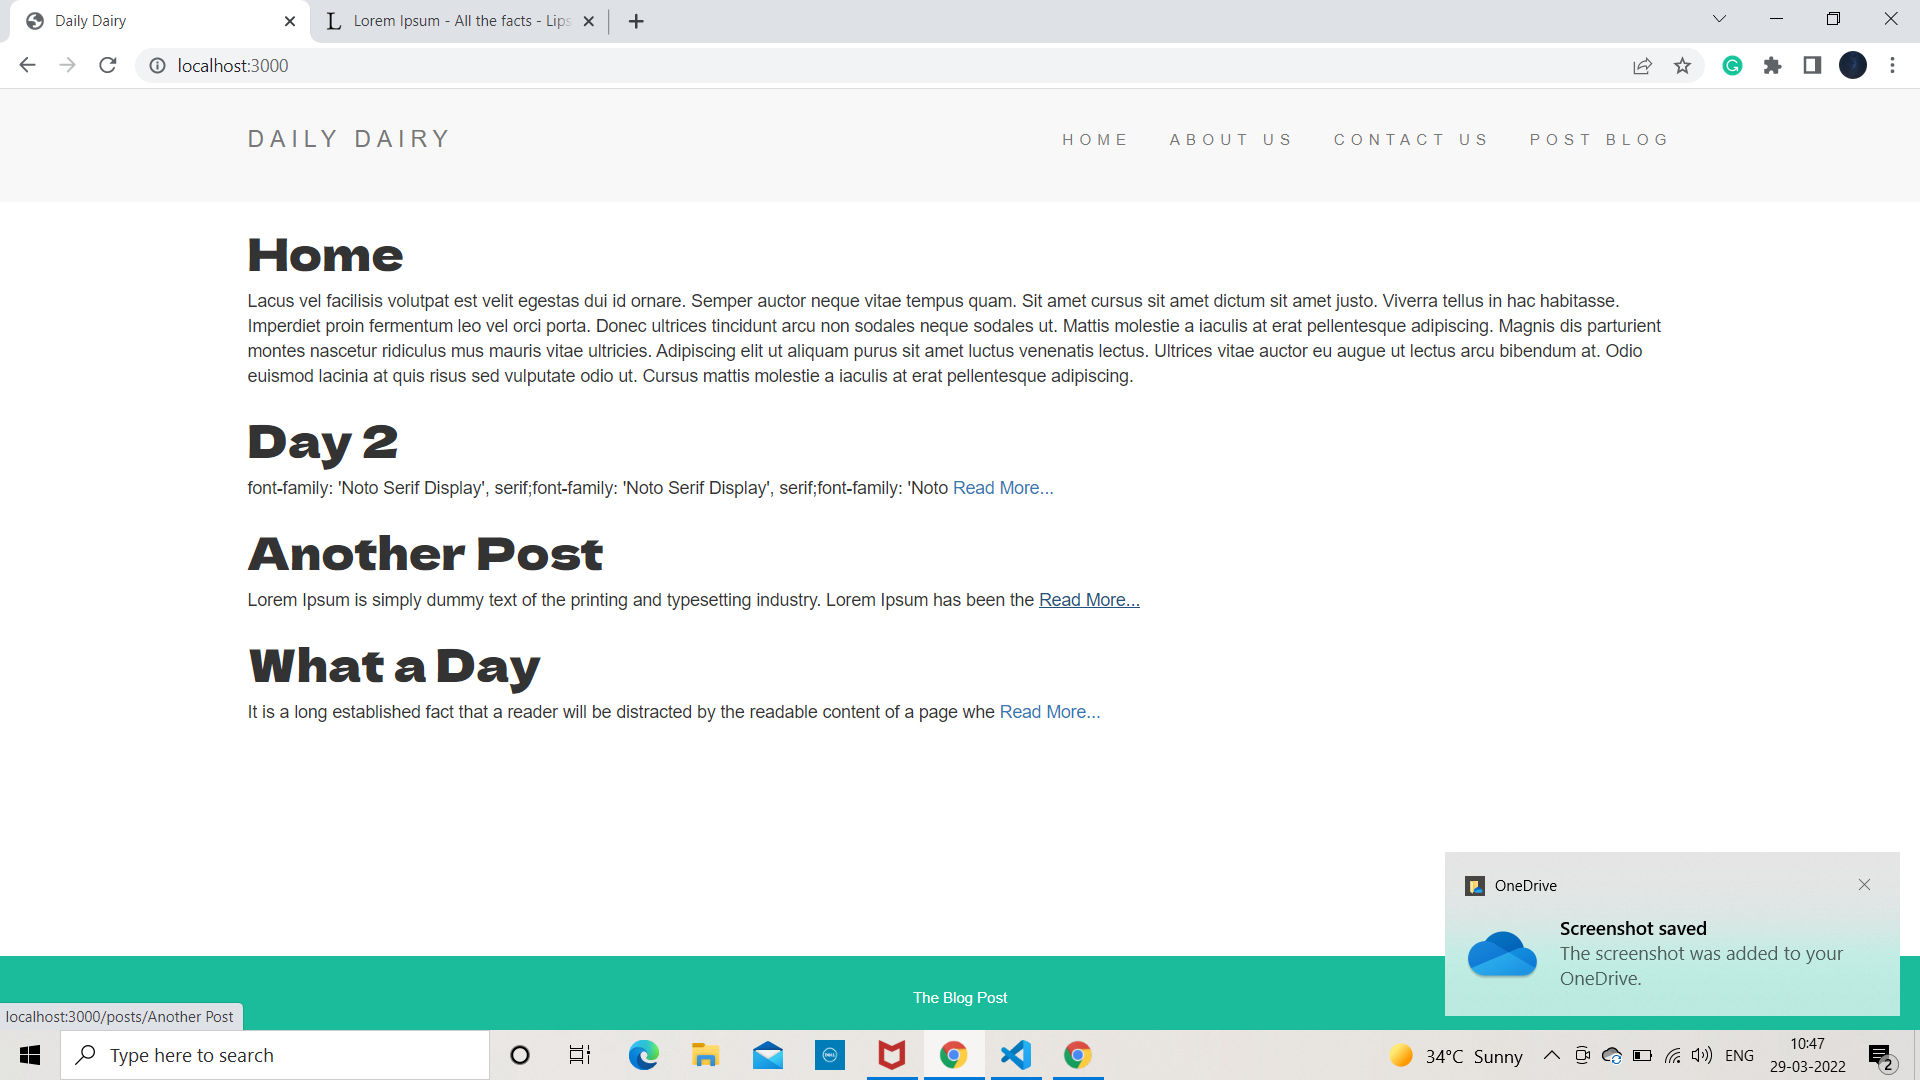 Daily Dairy
Lorem Ipsum - All the facts - Lips
localhost:3000
DAILY DAIRY
HOME ABOUT US CONTACT US POST BLOG
Home
Lacus vel facilisis volutpat est velit egestas dui id ornare. Semper auctor neque vitae tempus quam. Sit amet cursus sit amet dictum sit amet justo. Viverra tellus in hac habitasse.
Imperdiet proin fermentum leo vel orci porta. Donec ultrices tincidunt arcu non sodales neque sodales ut. Mattis molestie a iaculis at erat pellentesque adipiscing. Magnis dis parturient
montes nascetur ridiculus mus mauris vitae ultricies. Adipiscing elit ut aliquam purus sit amet luctus venenatis lectus. Ultrices vitae auctor eu augue ut lectus arcu bibendum at. Odio
euismod lacinia at quis risus sed vulputate odio ut. Cursus mattis molestie a iaculis at erat pellentesque adipiscing.
Day 2
font-family: 'Noto Serif Display', serif;font-family: 'Noto Serif Display', serif;font-family: 'Noto Read More...
Another Post
Lorem Ipsum is simply dummy text of the printing and typesetting industry. Lorem Ipsum has been the Read More...
What a Day
It is a long established fact that a reader will be distracted by the readable content of a page whe Read More...
OneDrive
Screenshot saved
The screenshot was added to your
OneDrive.
The Blog Post
localhost:3000/posts/Another Post
Type here to search
DELL
34°C Sunny
ENG
10:47
29-03-2022
2